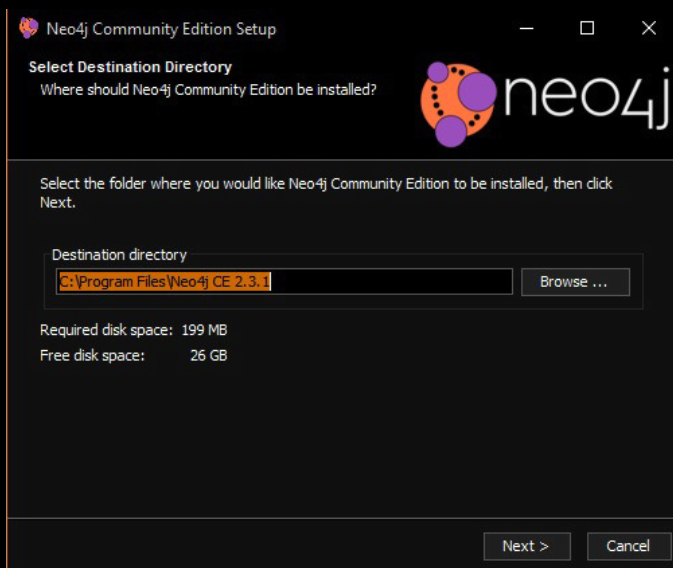 Neo4j Community Edition Setup
Select Destination Directory
Where should Neo4j Community Edition be installed?
neo4j
Select the folder where you would like Neo4j Community Edition to be installed, then click
Next.
Destination directory
C:\Program Files\Neo4j CE 2.3.1
Browse ...
Required disk space: 199 MB
Free disk space: 26 GB
Next >
Cancel